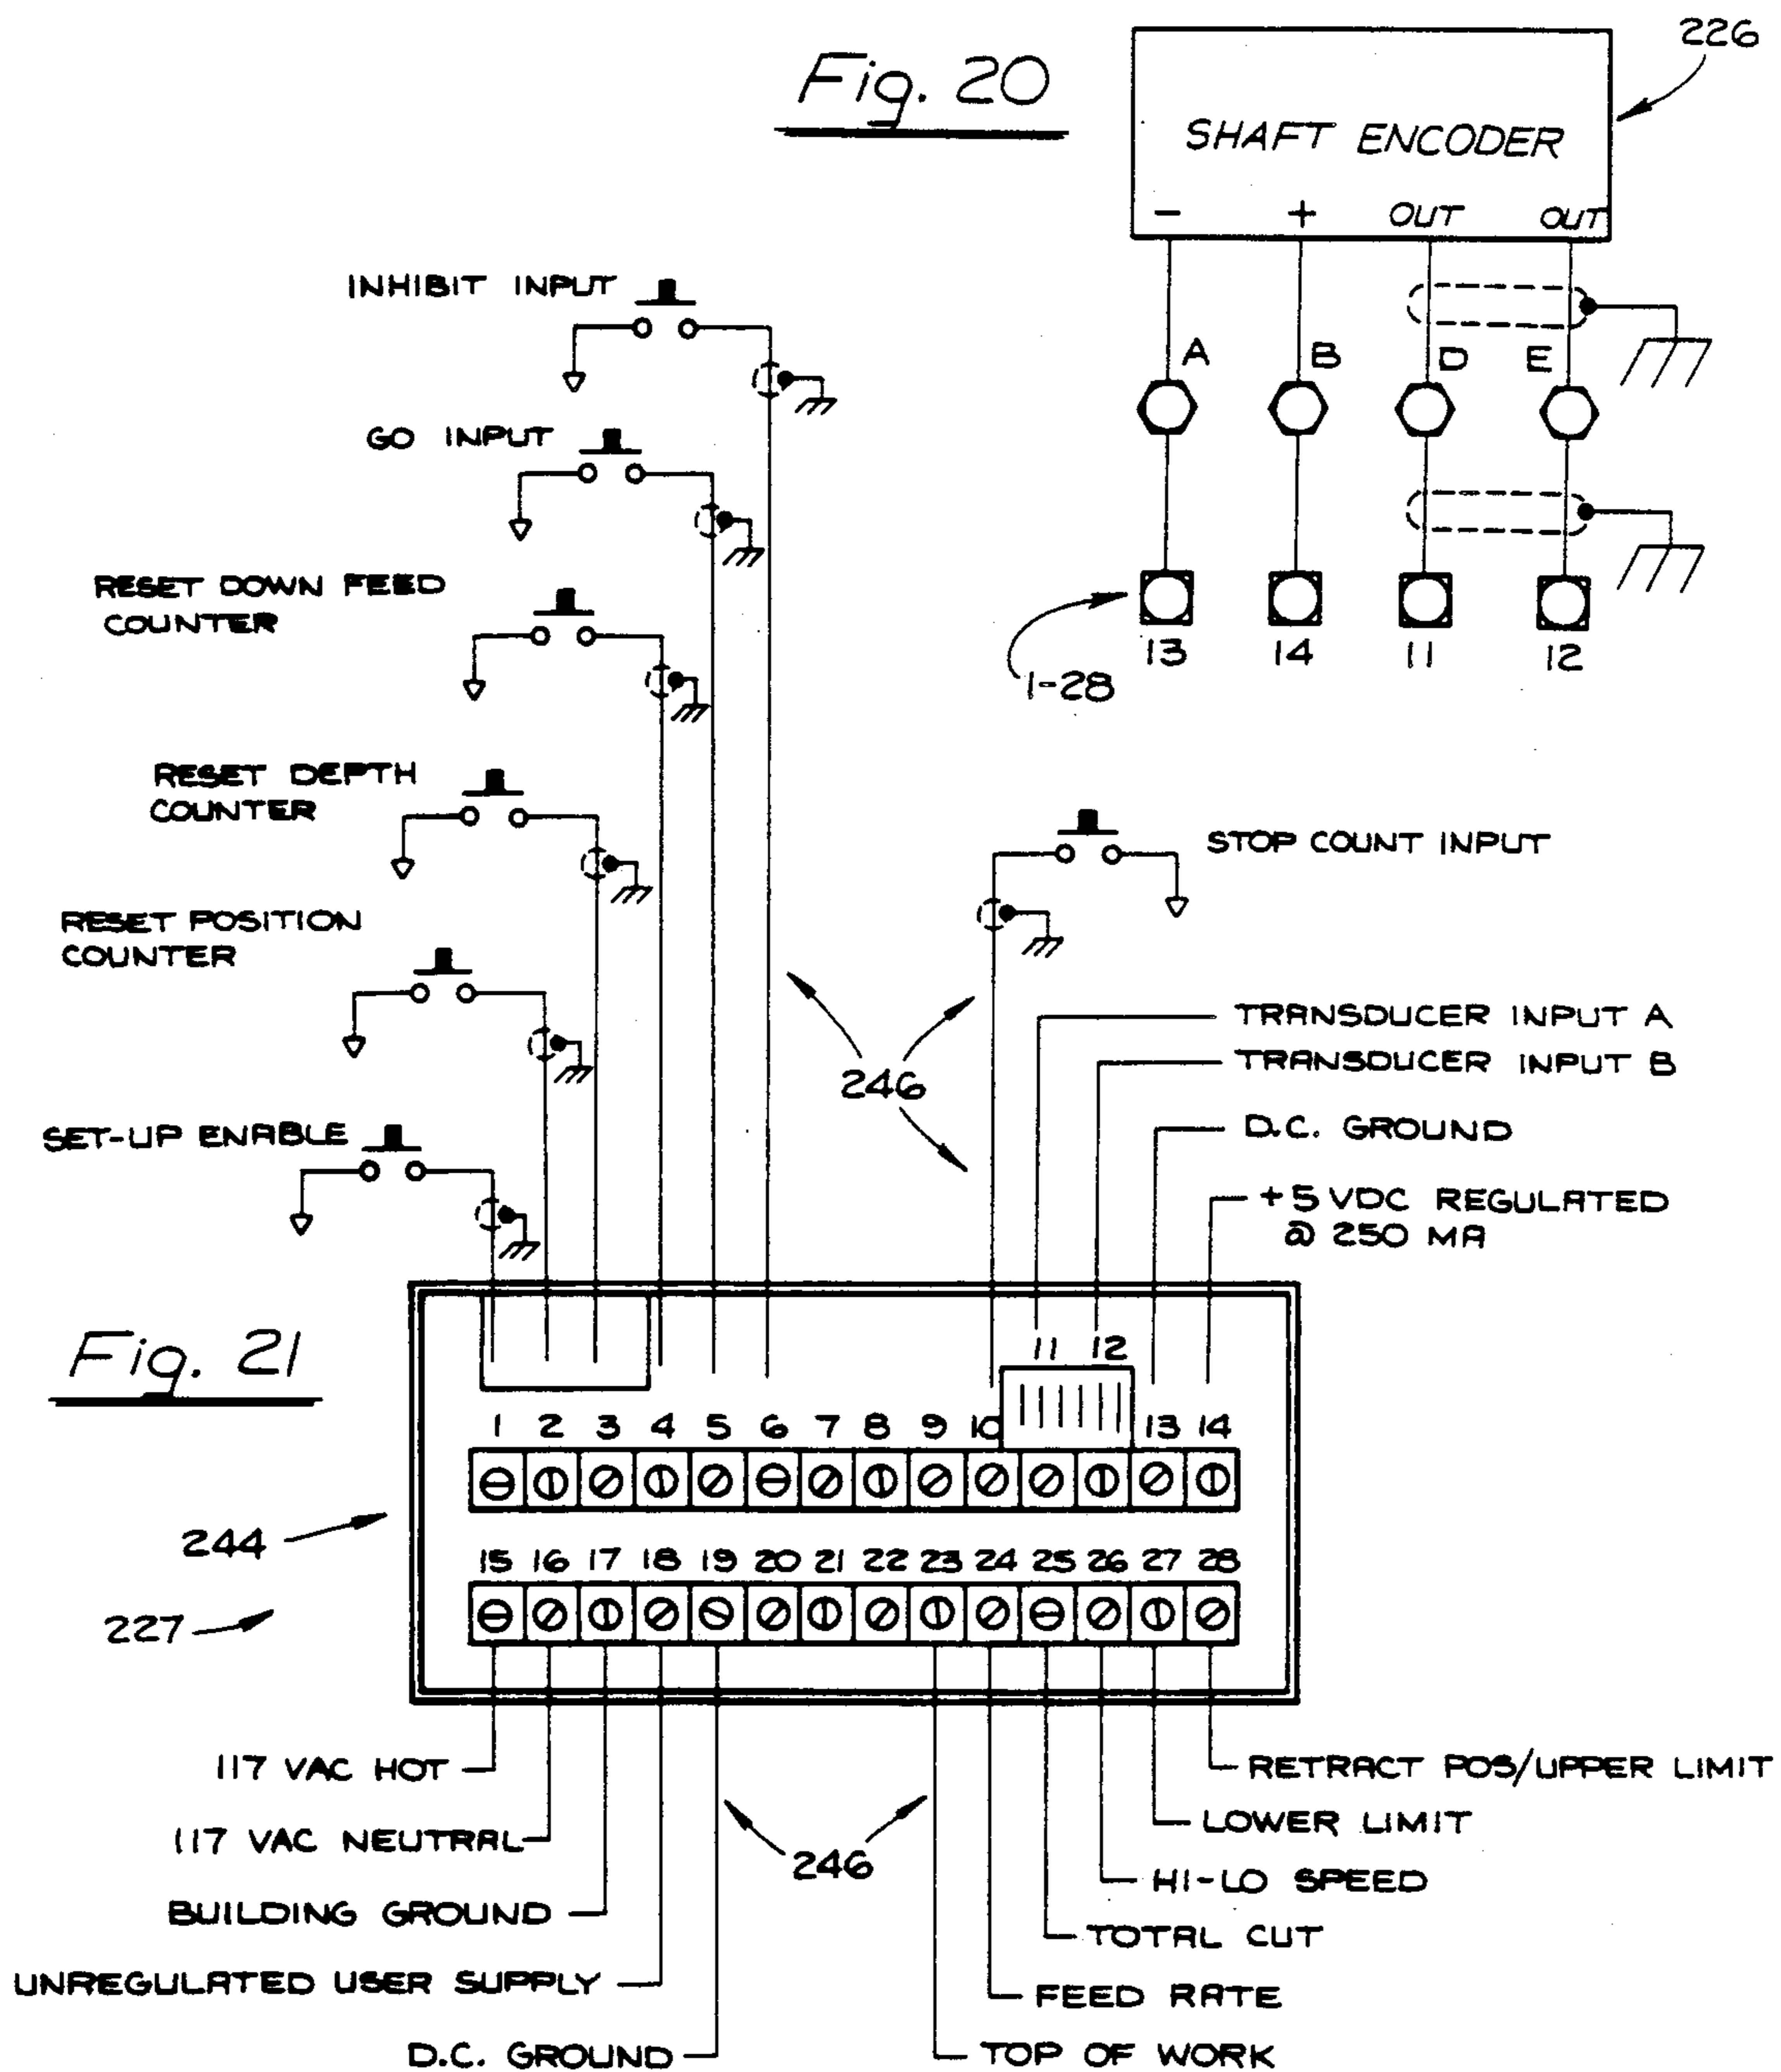 Fig. 20
226
SHAFT ENCODER
- + OUT OUT
A B D E
13 14 11 12
1-28
INHIBIT INPUT
GO INPUT
RESET DOWN FEED
COUNTER
RESET DEPTH
COUNTER
RESET POSITION
COUNTER
SET-UP ENABLE
STOP COUNT INPUT
246
TRANSDUCER INPUT A
TRANSDUCER INPUT B
D.C. GROUND
+5 VDC REGULATED
@ 250 MA
Fig. 21
11 12
1 2 3 4 5 6 7 8 9 10 13 14
244
15 16 17 18 19 20 21 22 23 24 25 26 27 28
227
117 VAC HOT
117 VAC NEUTRAL
BUILDING GROUND
UNREGULATED USER SUPPLY
D.C. GROUND
246
RETRACT POS/UPPER LIMIT
LOWER LIMIT
HI-LO SPEED
TOTAL CUT
FEED RATE
TOP OF WORK